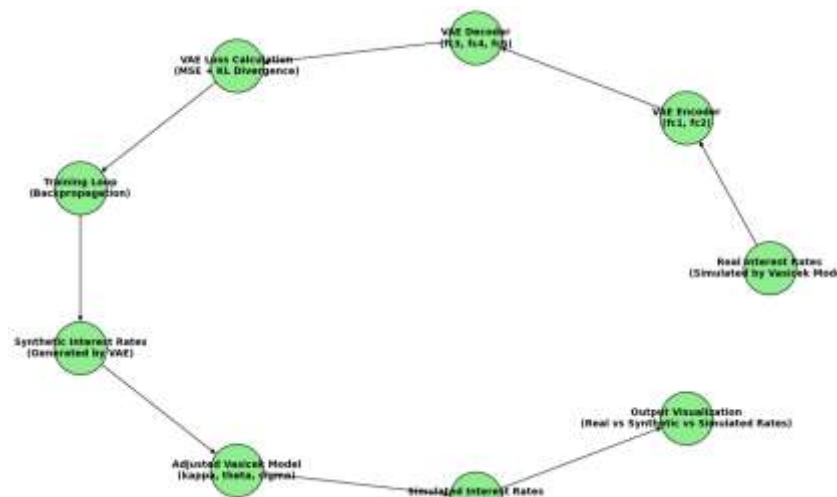 VAE Decoder
(fc3, fc4, fc5)
VAE Loss Calculation
(MSE + KL Divergence)
VAE Encoder
(fc1, fc2)
Training Loop
(Backpropagation)
Real Interest Rates
(Simulated by Vasicek Mode
Synthetic Interest Rates
(Generated by VAE)
Output Visualization
(Real vs Synthetic vs Simulated Rates)
Adjusted Vasicek Model
(kappa, theta, sigma)
Simulated Interest Rates